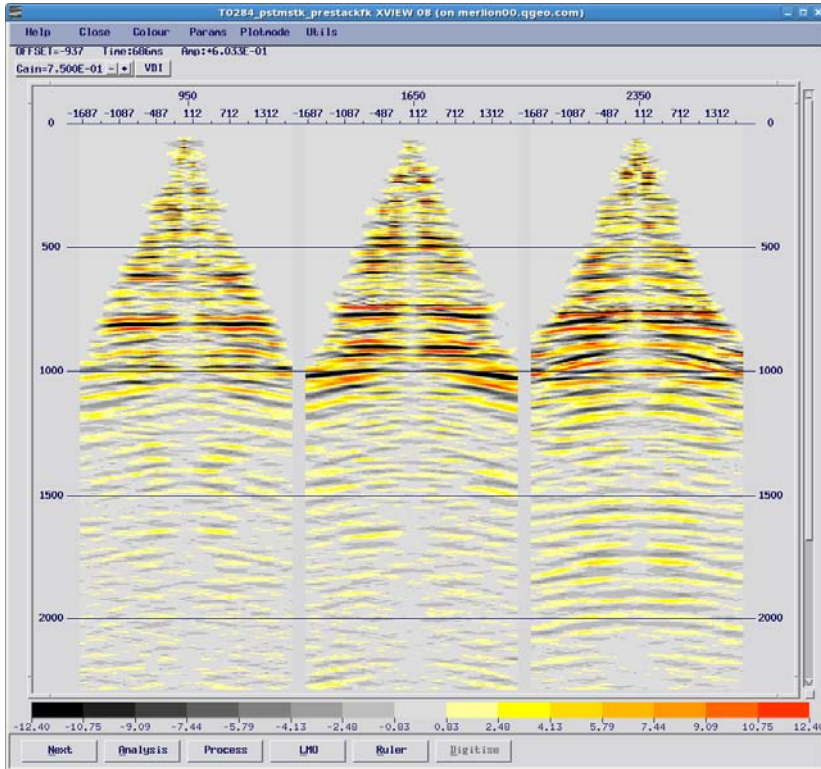 T0284_pstmstk_prestackfk XVIEW 08 (on merlion00.qgeo.com)
Help Close Colour Params Plotmode Utils
OFFSET=-937 Time:686ms Amp:+6.033E-01
Gain=7.500E-01 - + VDI
950 1650 2350
-1687 -1087 -487 112 712 1312 -1687 -1087 -487 112 712 1312 -1687 -1087 -487 112 712 1312
0 0
500 500
1000 1000
1500 1500
2000 2000
-12.40 -10.75 -9.09 -7.44 -5.79 -4.13 -2.48 -0.83 0.83 2.48 4.13 5.79 7.44 9.09 10.75 12.40
Next Analysis Process LMO Ruler Digitise